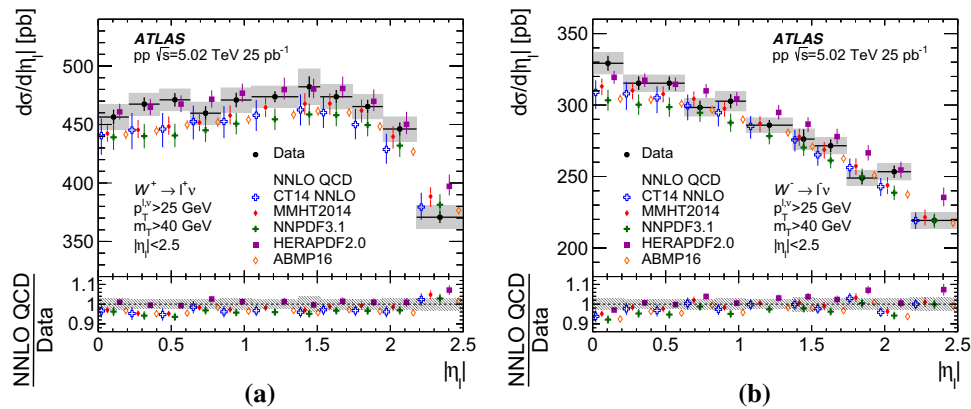 dσ/d|η_l| [pb]
500
450
400
350
ATLAS
pp √s=5.02 TeV 25 pb⁻¹
Data
NNLO QCD
CT14 NNLO
MMHT2014
NNPDF3.1
HERAPDF2.0
ABMP16
W⁺→l⁺ν
p_T^{l,ν}>25 GeV
m_T>40 GeV
|η_l|<2.5
NNLO QCD
Data
1.1
1
0.9
0 0.5 1 1.5 2 2.5
|η_l|
(a)
dσ/d|η_l| [pb]
350
300
250
200
ATLAS
pp √s=5.02 TeV 25 pb⁻¹
Data
NNLO QCD
CT14 NNLO
MMHT2014
NNPDF3.1
HERAPDF2.0
ABMP16
W⁻→l⁻ν
p_T^{l,ν}>25 GeV
m_T>40 GeV
|η_l|<2.5
NNLO QCD
Data
1.1
1
0.9
0 0.5 1 1.5 2 2.5
|η_l|
(b)